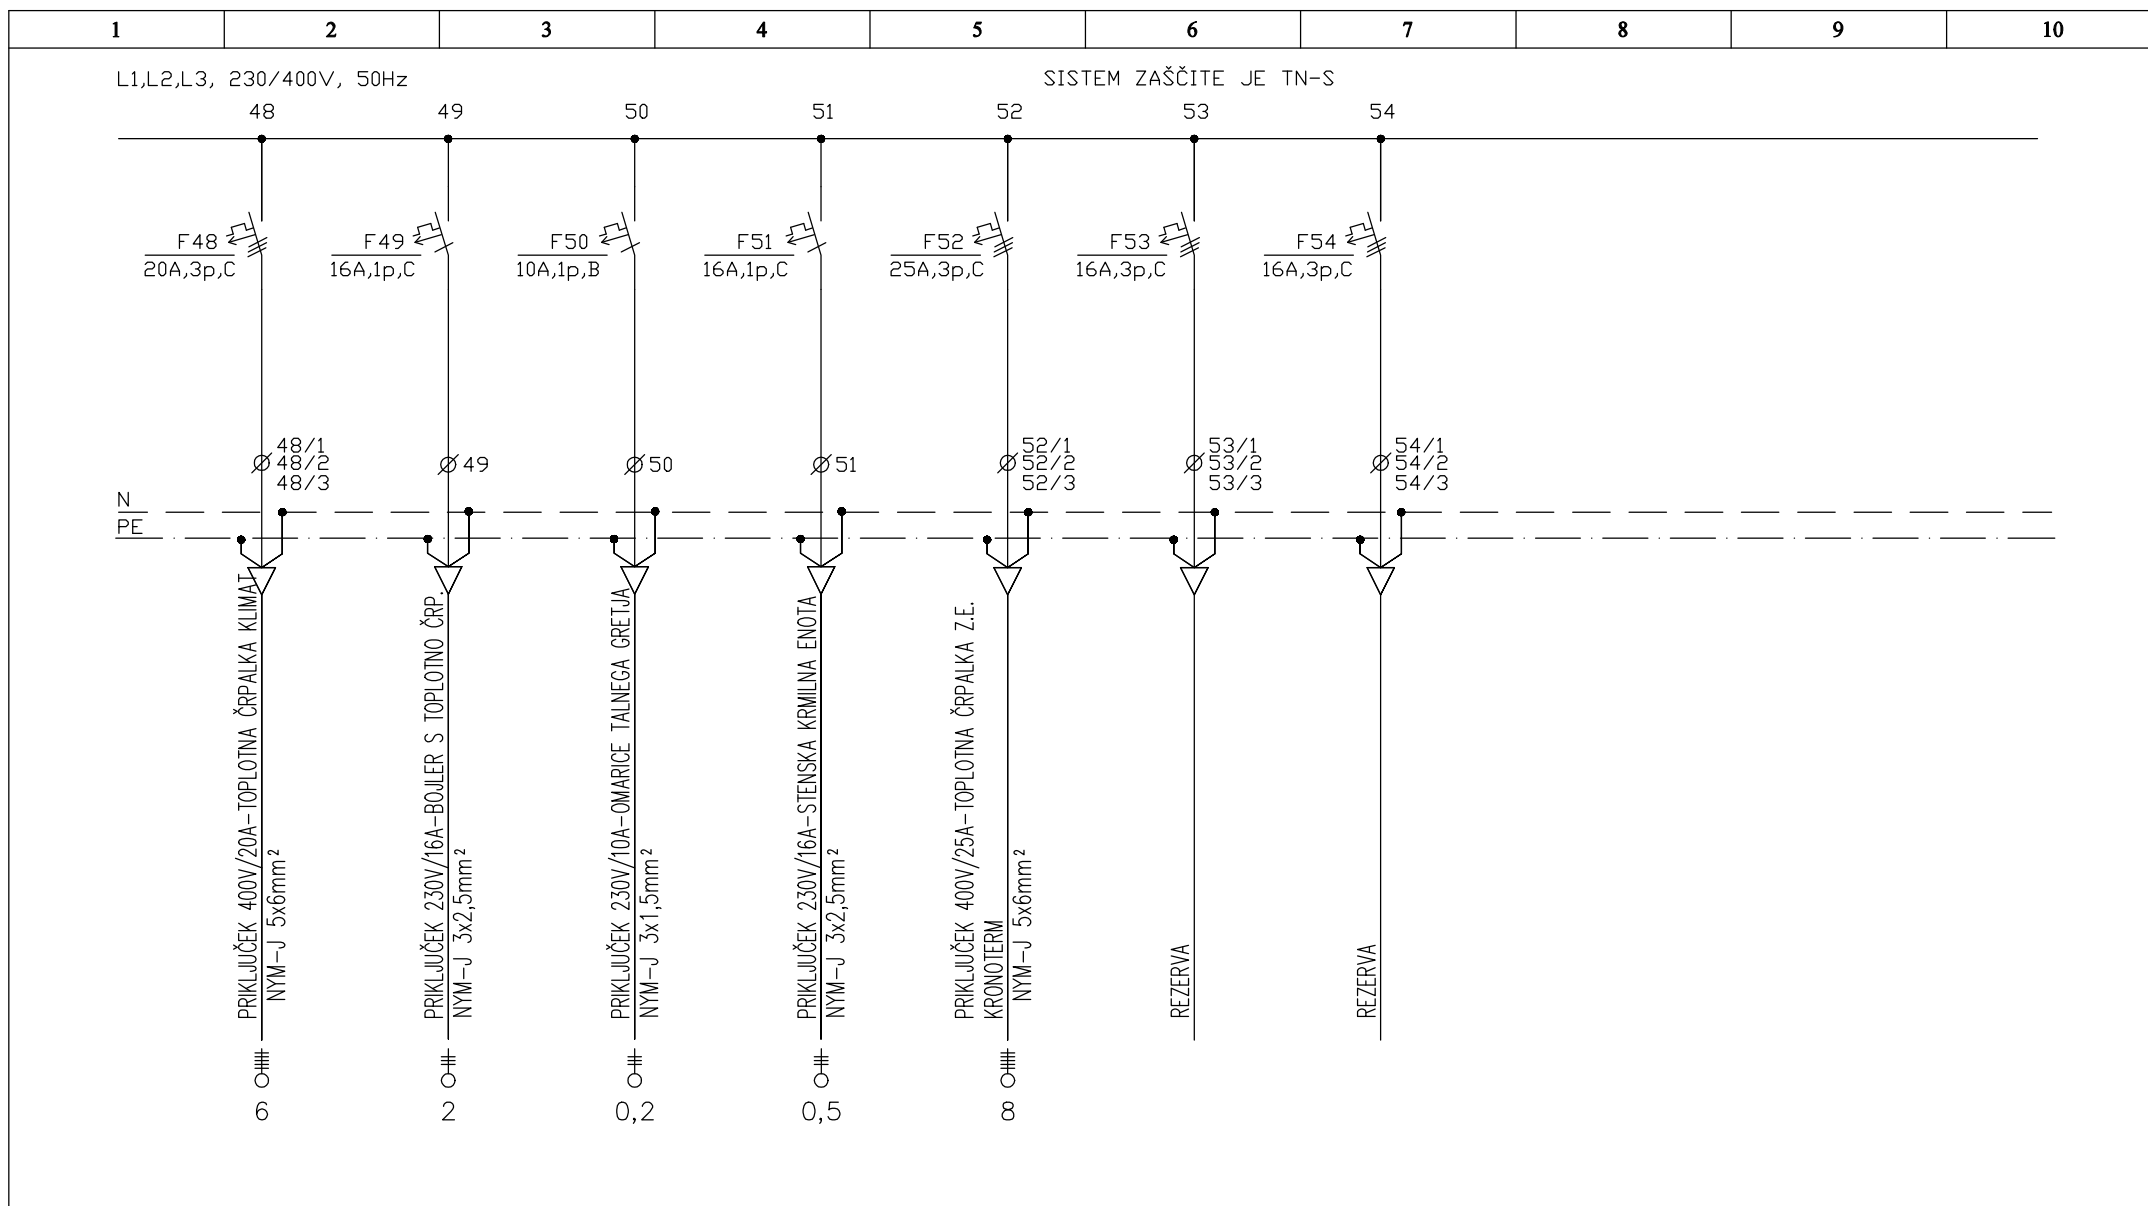 1 2 3 4 5 6 7 8 9 10
L1,L2,L3, 230/400V, 50Hz
SISTEM ZAŠČITE JE TN-S
48 49 50 51 52 53 54
F48
20A,3p,C
F49
16A,1p,C
F50
10A,1p,B
F51
16A,1p,C
F52
25A,3p,C
F53
16A,3p,C
F54
16A,3p,C
48/1
48/2
48/3
49
50
51
52/1
52/2
52/3
53/1
53/2
53/3
54/1
54/2
54/3
N
PE
PRIKLJUČEK 400V/20A-TOPLOTNA ČRPALKA KLIMAT
NYM-J 5x6mm²
PRIKLJUČEK 230V/16A-BOJLER S TOPLOTNO ČRP.
NYM-J 3x2,5mm²
PRIKLJUČEK 230V/10A-OMARICE TALNEGA GRETJA
NYM-J 3x1,5mm²
PRIKLJUČEK 230V/16A-STENSKA KRMILNA ENOTA
NYM-J 3x2,5mm²
PRIKLJUČEK 400V/25A-TOPLOTNA ČRPALKA Z.E.
KRONOTERM
NYM-J 5x6mm²
REZERVA
REZERVA
6 2 0,2 0,5 8